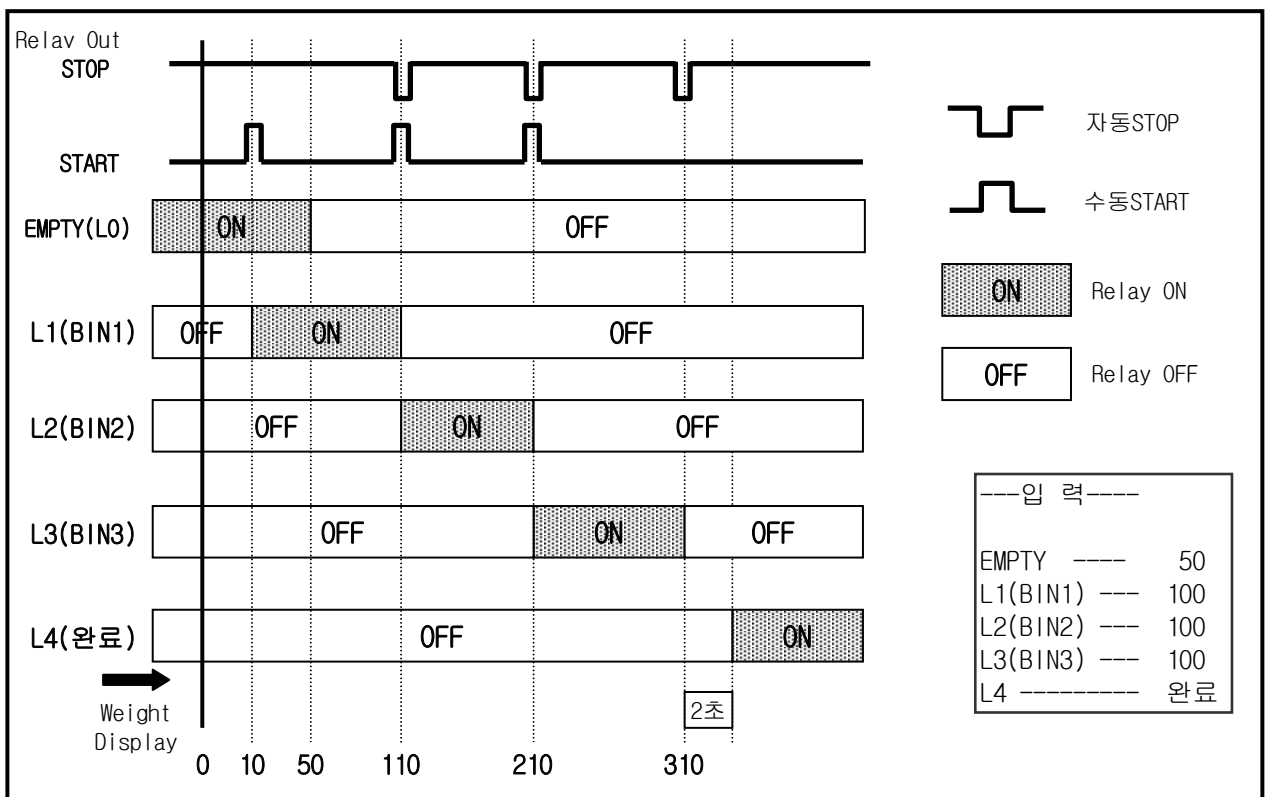 Relav Out
STOP
START
EMPTY(L0) ON OFF
L1(BIN1) OFF ON OFF
L2(BIN2) OFF ON OFF
L3(BIN3) OFF ON OFF
L4(완료) OFF ON
Weight
Display
2초
0 10 50 110 210 310
자동STOP
수동START
ON Relay ON
OFF Relay OFF
---입 력----
EMPTY ---- 50
L1(BIN1) --- 100
L2(BIN2) --- 100
L3(BIN3) --- 100
L4 --------- 완료